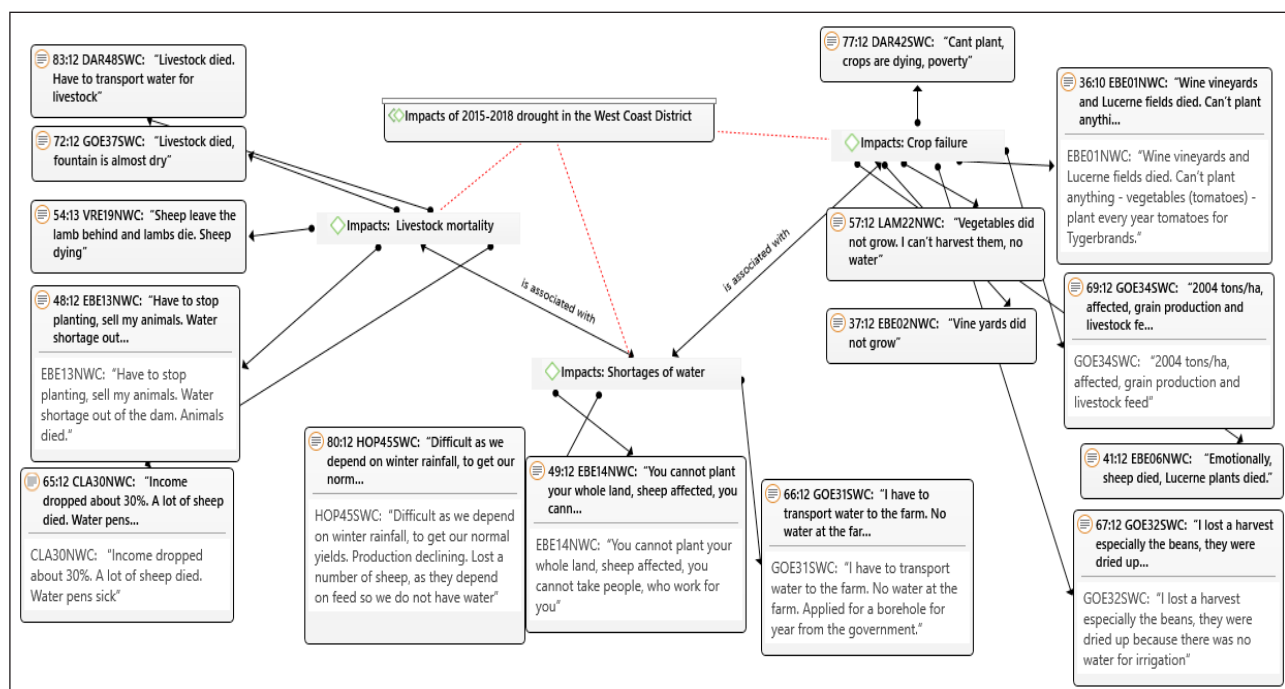 83:12 DAR48SWC: “Livestock died.
Have to transport water for
livestock”
72:12 GOE37SWC: “Livestock died,
fountain is almost dry”
54:13 VRE19NWC: “Sheep leave the
lamb behind and lambs die. Sheep
dying”
48:12 EBE13NWC: “Have to stop
planting, sell my animals. Water
shortage out...
EBE13NWC: “Have to stop
planting, sell my animals. Water
shortage out of the dam. Animals
died.”
65:12 CLA30NWC: “Income
dropped about 30%. A lot of sheep
died. Water pens...
CLA30NWC: “Income dropped
about 30%. A lot of sheep died.
Water pens sick”
Impacts of 2015-2018 drought in the West Coast District
Impacts: Livestock mortality
is associated with
Impacts: Shortages of water
is associated with
80:12 HOP45SWC: “Difficult as we
depend on winter rainfall, to get our
norm...
HOP45SWC: “Difficult as we depend
on winter rainfall, to get our normal
yields. Production declining. Lost a
number of sheep, as they depend
on feed so we do not have water”
49:12 EBE14NWC: “You cannot plant
your whole land, sheep affected, you
cann...
EBE14NWC: “You cannot plant your
whole land, sheep affected, you
cannot take people, who work for
you”
66:12 GOE31SWC: “I have to
transport water to the farm. No
water at the far...
GOE31SWC: “I have to transport
water to the farm. No water at the
farm. Applied for a borehole for
year from the government.”
77:12 DAR42SWC: “Cant plant,
crops are dying, poverty”
Impacts: Crop failure
57:12 LAM22NWC: “Vegetables did
not grow. I can’t harvest them, no
water”
37:12 EBE02NWC: “Vine yards did
not grow”
36:10 EBE01NWC: “Wine vineyards
and Lucerne fields died. Can’t plant
anythi...
EBE01NWC: “Wine vineyards and
Lucerne fields died. Can’t plant
anything - vegetables (tomatoes) -
plant every year tomatoes for
Tygerbrands.”
69:12 GOE34SWC: “2004 tons/ha,
affected, grain production and
livestock fe...
GOE34SWC: “2004 tons/ha,
affected, grain production and
livestock feed”
41:12 EBE06NWC: “Emotionally,
sheep died, Lucerne plants died.”
67:12 GOE32SWC: “I lost a harvest
especially the beans, they were
dried up...
GOE32SWC: “I lost a harvest
especially the beans, they were
dried up because there was no
water for irrigation”